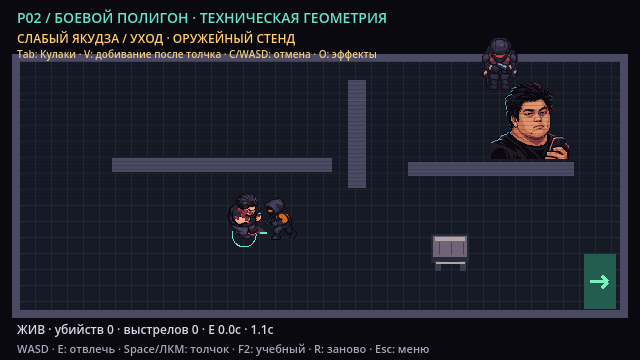 P02 / БОЕВОЙ ПОЛИГОН · ТЕХНИЧЕСКАЯ ГЕОМЕТРИЯ
СЛАБЫЙ ЯКУДЗА / УХОД · ОРУЖЕЙНЫЙ СТЕНД
Tab: Кулаки · V: добивание после толчка · C/WASD: отмена · O: эффекты
ЖИВ · убийств 0 · выстрелов 0 · E 0.0с · 1.1с
WASD · E: отвлечь · Space/ЛКМ: толчок · F2: учебный · R: заново · Esc: меню